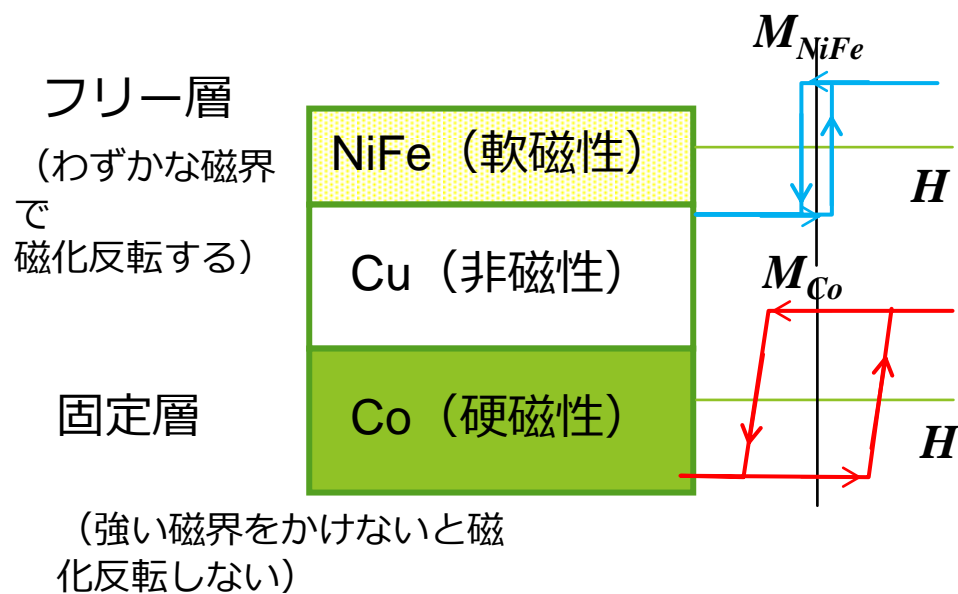 フリー層
（わずかな磁界
で
磁化反転する）
NiFe（軟磁性）
Cu（非磁性）
Co（硬磁性）
固定層
（強い磁界をかけないと磁
化反転しない）
M_NiFe
H
M_Co
H